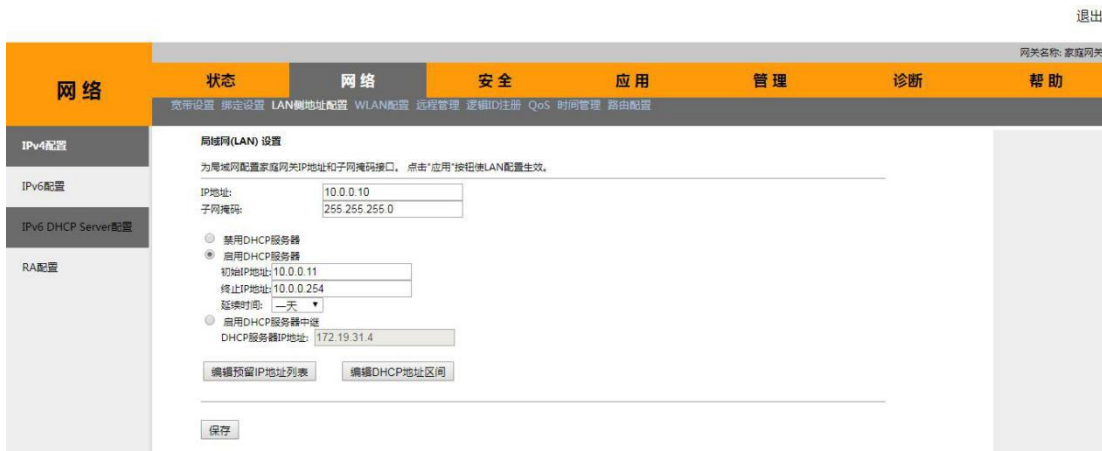 退出
网关名称: 家庭网关
网络
状态 网络 安全 应用 管理 诊断 帮助
宽带设置 绑定设置 LAN侧地址配置 WLAN配置 远程管理 逻辑ID注册 QoS 时间管理 路由配置
IPv4配置
IPv6配置
IPv6 DHCP Server配置
RA配置
局域网(LAN) 设置
为局域网配置家庭网关IP地址和子网掩码接口。 点击"应用"按钮使LAN配置生效。
IP地址: 10.0.0.10
子网掩码: 255.255.255.0
禁用DHCP服务器
启用DHCP服务器
初始IP地址: 10.0.0.11
终止IP地址: 10.0.0.254
延续时间: 一天
启用DHCP服务器中继
DHCP服务器IP地址: 172.19.31.4
编辑预留IP地址列表 编辑DHCP地址区间
保存